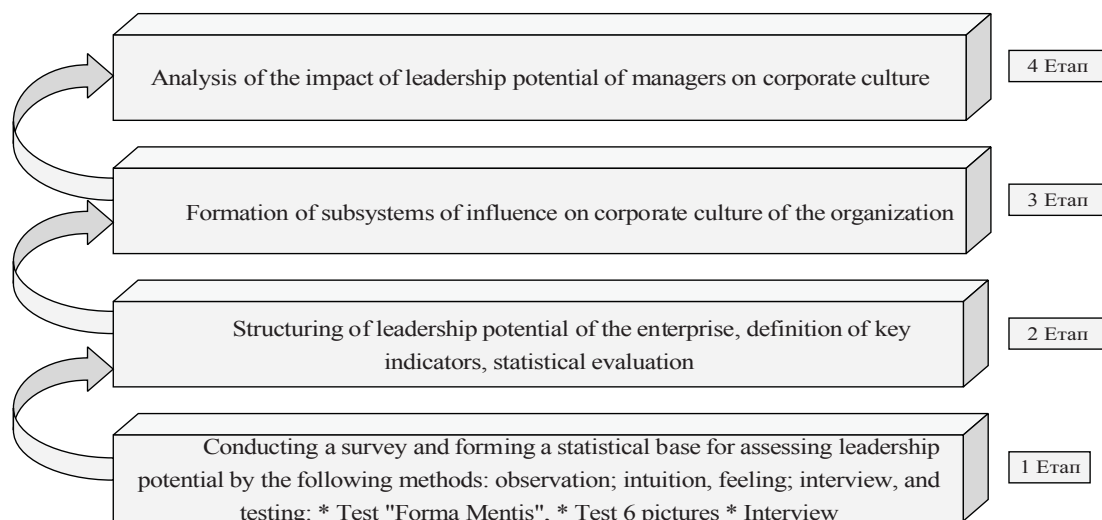 Analysis of the impact of leadership potential of managers on corporate culture
4 Етап
Formation of subsystems of influence on corporate culture of the organization
3 Етап
Structuring of leadership potential of the enterprise, definition of key
indicators, statistical evaluation
2 Етап
Conducting a survey and forming a statistical base for assessing leadership
potential by the following methods: observation; intuition, feeling; interview, and
testing: * Test "Forma Mentis", * Test 6 pictures * Interview
1 Етап